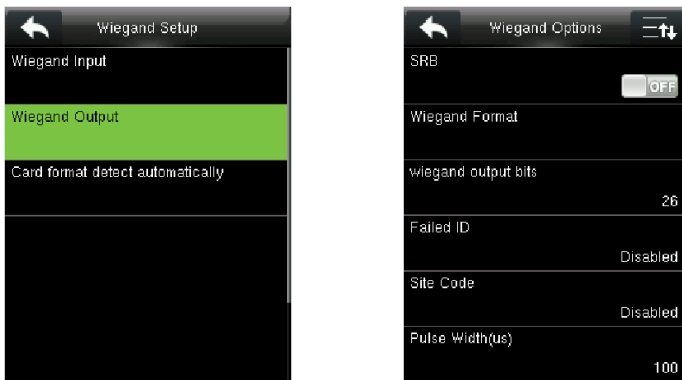 Wiegand Setup
Wiegand Input
Wiegand Output
Card format detect automatically
Wiegand Options
SRB
OFF
Wiegand Format
wiegand output bits
26
Failed ID
Disabled
Site Code
Disabled
Pulse Width(us)
100